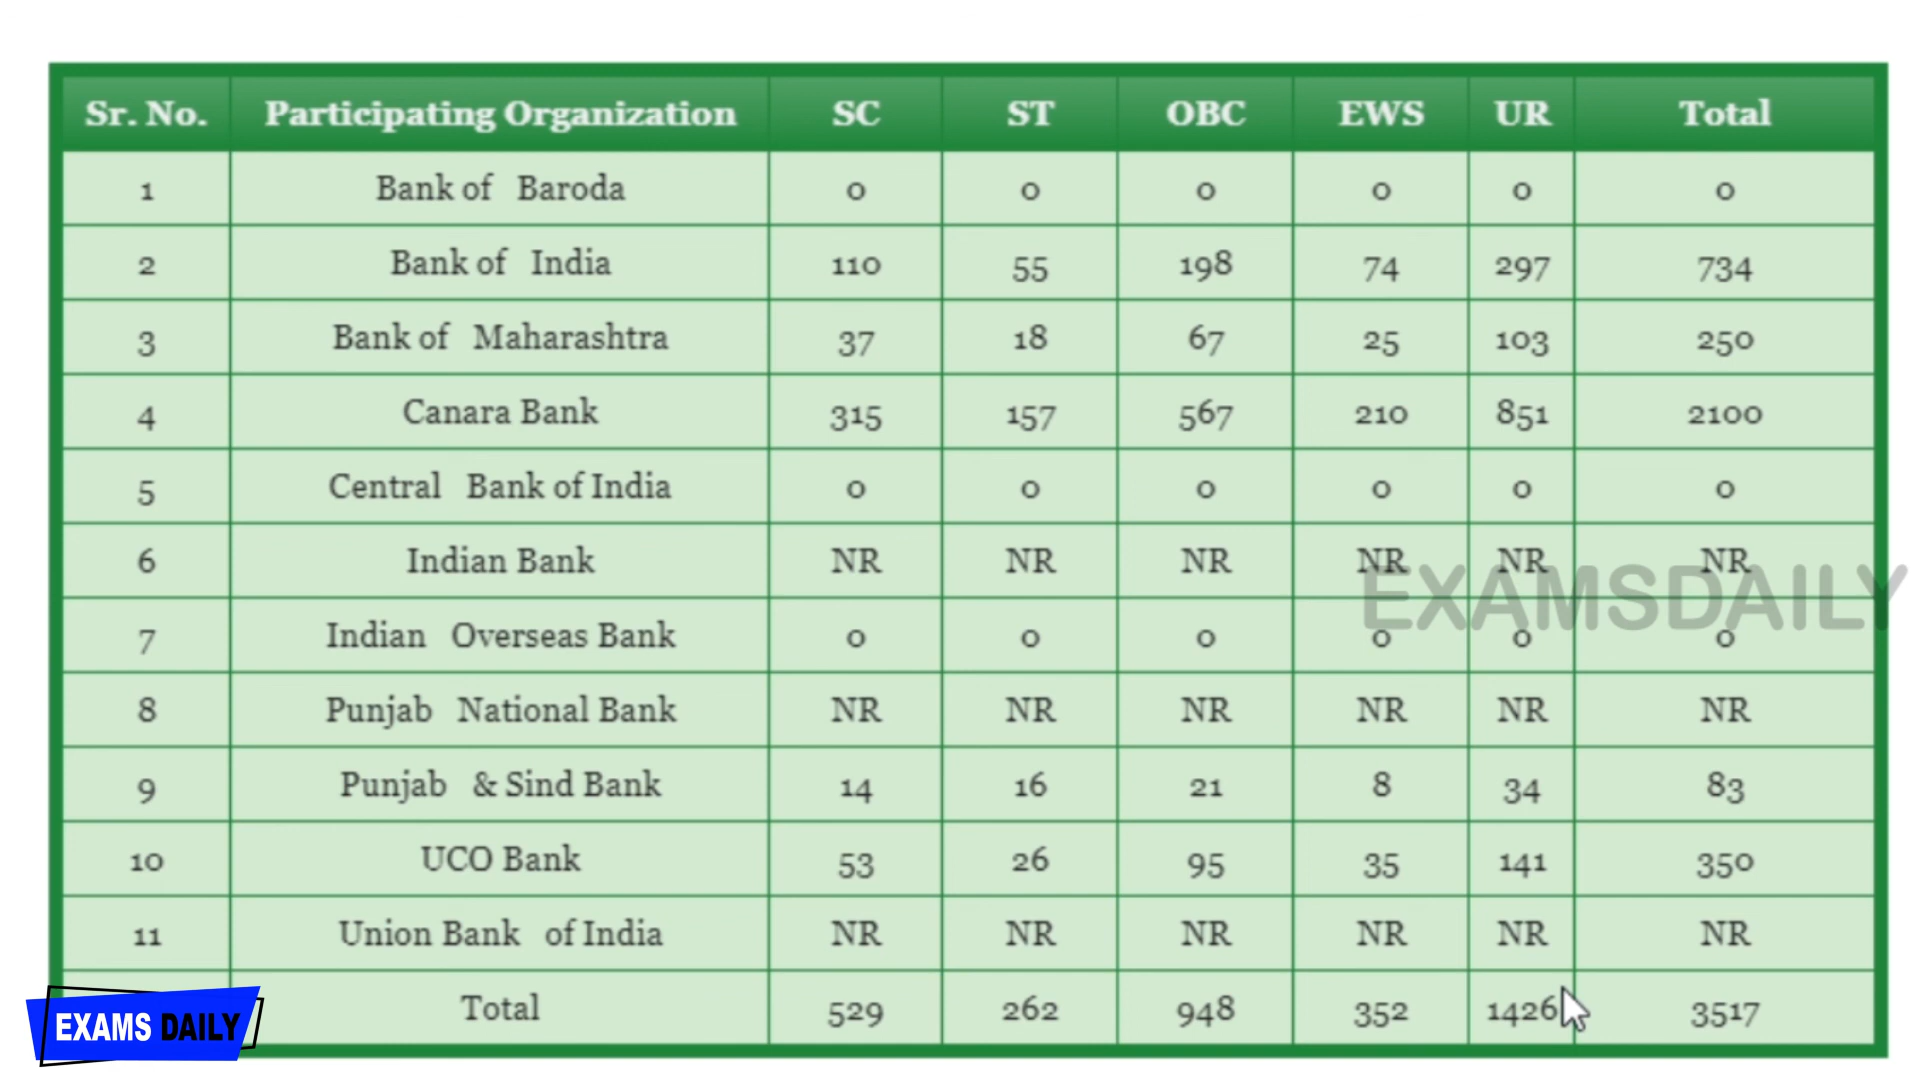 Sr. No. Participating Organization SC ST OBC EWS UR Total
1 Bank of Baroda 0 0 0 0 0 0
2 Bank of India 110 55 198 74 297 734
3 Bank of Maharashtra 37 18 67 25 103 250
4 Canara Bank 315 157 567 210 851 2100
5 Central Bank of India 0 0 0 0 0 0
6 Indian Bank NR NR NR NR NR NR
EXAMSDAILY
7 Indian Overseas Bank 0 0 0 0 0 0
8 Punjab National Bank NR NR NR NR NR NR
9 Punjab & Sind Bank 14 16 21 8 34 83
10 UCO Bank 53 26 95 35 141 350
11 Union Bank of India NR NR NR NR NR NR
Total 529 262 948 352 1426 3517
EXAMS DAILY